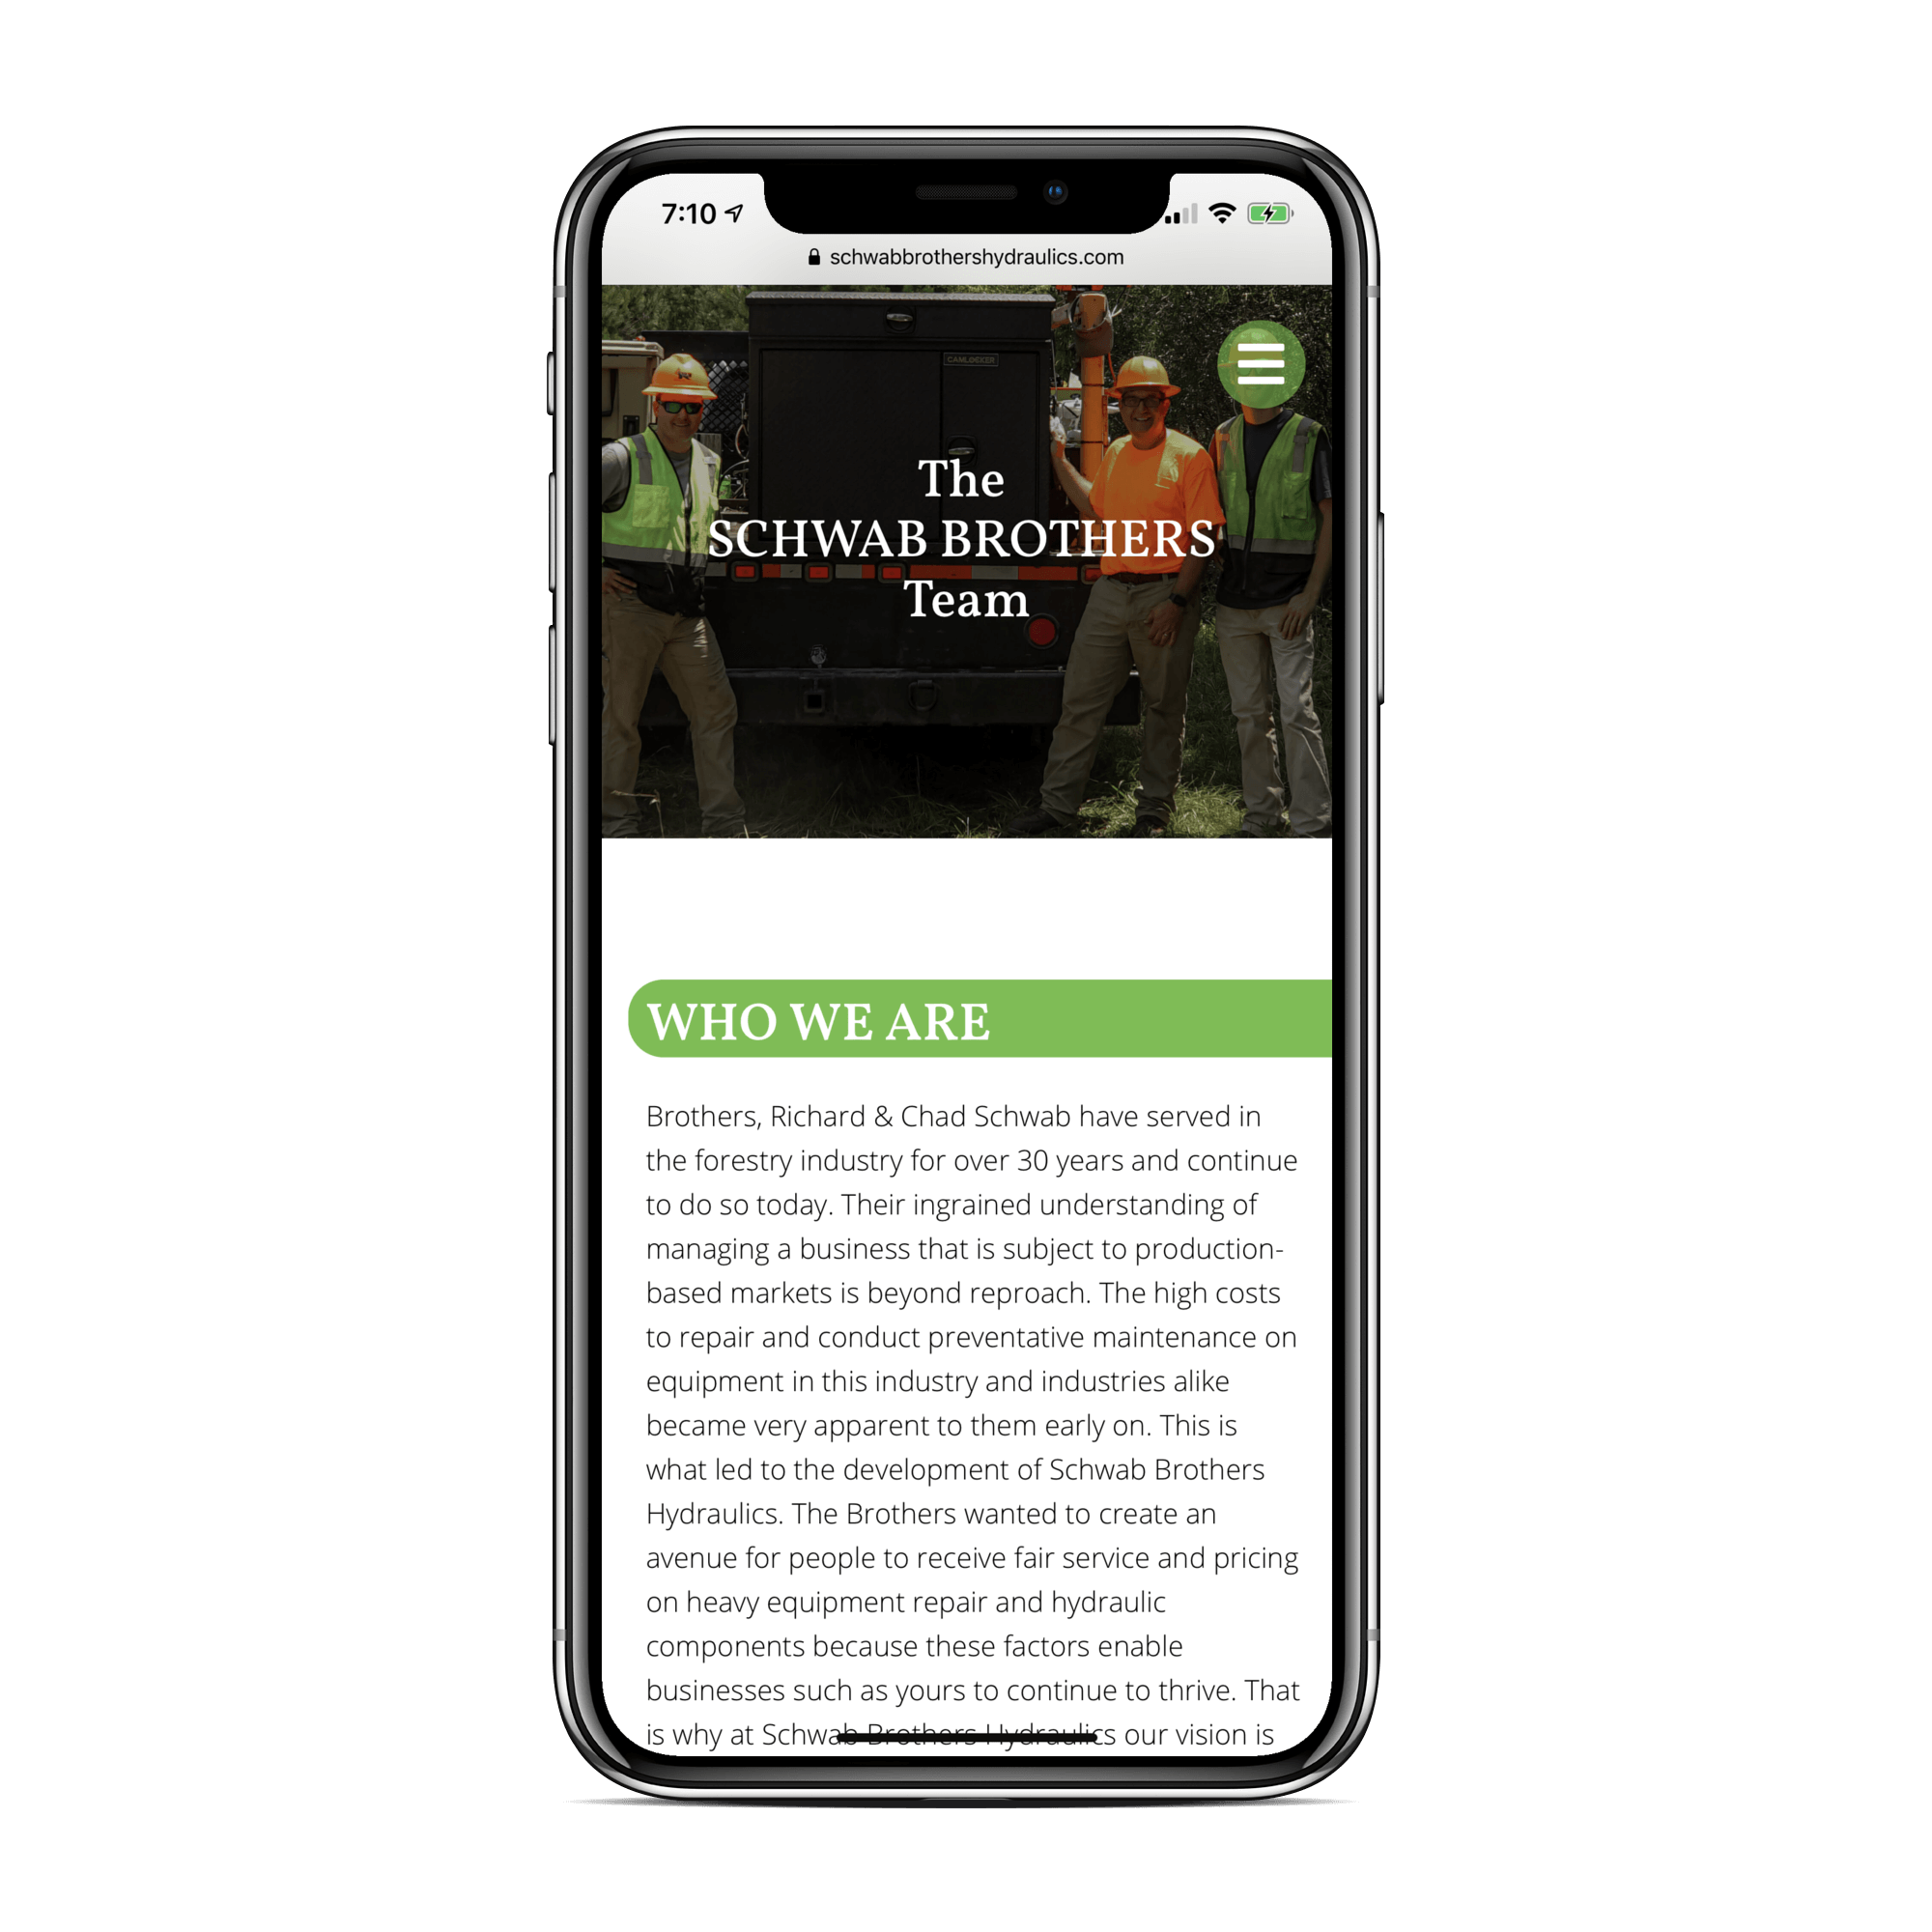 7:10
schwabbrothershydraulics.com
CAMLOCKER
The
SCHWAB BROTHERS
Team
WHO WE ARE
Brothers, Richard & Chad Schwab have served in
the forestry industry for over 30 years and continue
to do so today. Their ingrained understanding of
managing a business that is subject to production-
based markets is beyond reproach. The high costs
to repair and conduct preventative maintenance on
equipment in this industry and industries alike
became very apparent to them early on. This is
what led to the development of Schwab Brothers
Hydraulics. The Brothers wanted to create an
avenue for people to receive fair service and pricing
on heavy equipment repair and hydraulic
components because these factors enable
businesses such as yours to continue to thrive. That
is why at Schwab Brothers Hydraulics our vision is